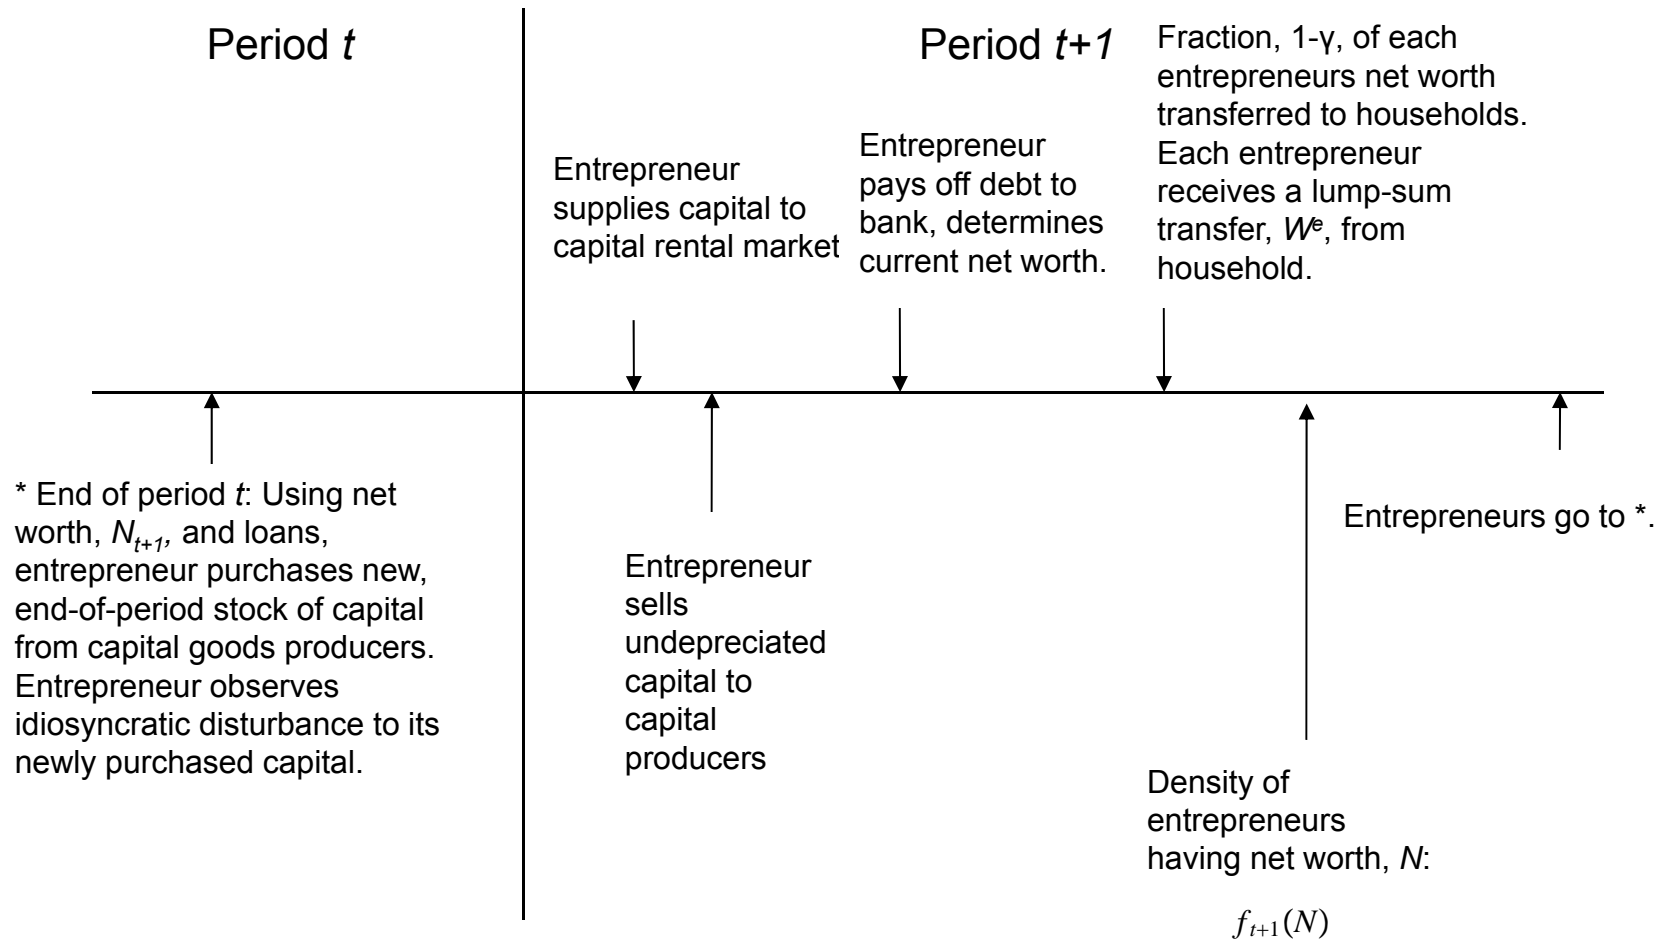 Period t
Period t+1
Fraction, 1-γ, of each
entrepreneurs net worth
transferred to households.
Each entrepreneur
receives a lump-sum
transfer, Wᵉ, from
household.
Entrepreneur
supplies capital to
capital rental market
Entrepreneur
pays off debt to
bank, determines
current net worth.
* End of period t: Using net
worth, Nₜ₊₁, and loans,
entrepreneur purchases new,
end-of-period stock of capital
from capital goods producers.
Entrepreneur observes
idiosyncratic disturbance to its
newly purchased capital.
Entrepreneur
sells
undepreciated
capital to
capital
producers
Entrepreneurs go to *.
Density of
entrepreneurs
having net worth, N:
fₜ₊₁(N)